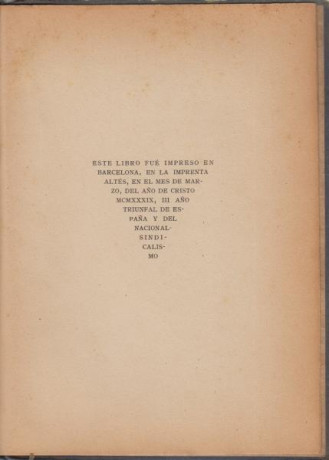 ESTE LIBRO FUÉ IMPRESO EN
BARCELONA, EN LA IMPRENTA
ALTÉS, EN EL MES DE MAR-
ZO, DEL AÑO DE CRISTO
MCMXXXIX, III AÑO
TRIUNFAL DE ES-
PAÑA Y DEL
NACIONAL-
SINDI-
CALIS-
MO